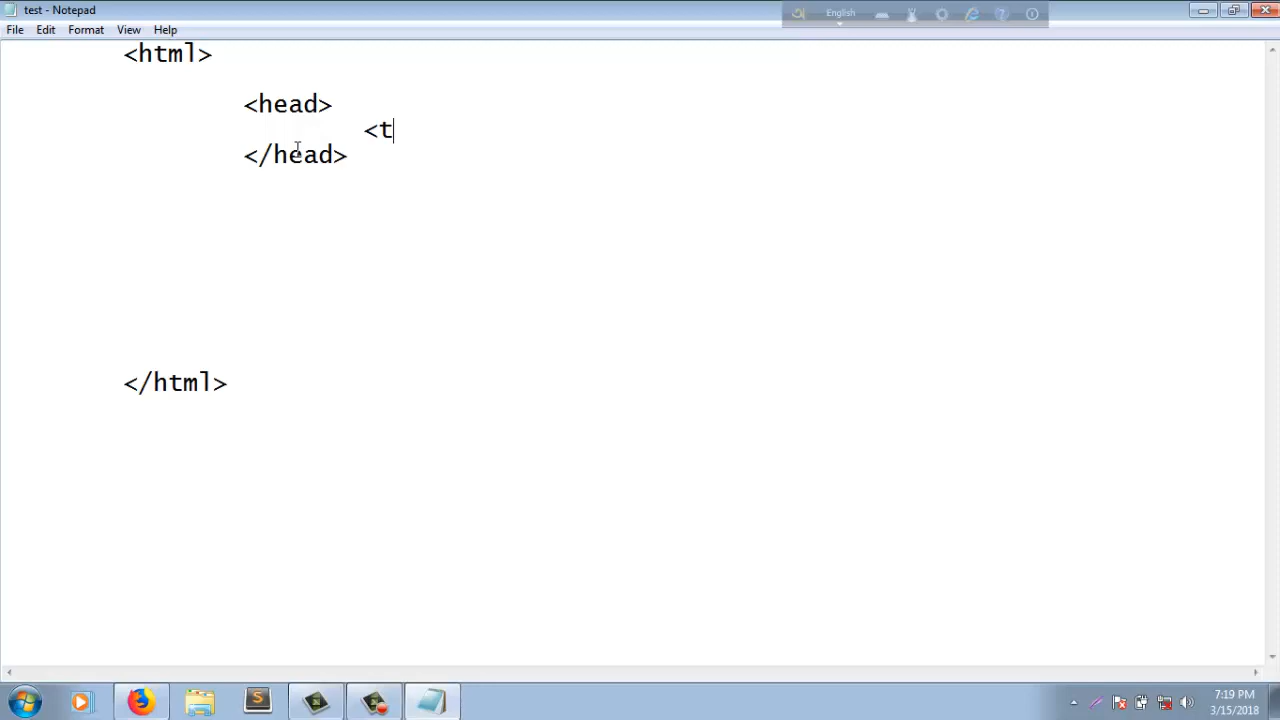 test - Notepad
English
File Edit Format View Help
<html>
<head>
<t
</head>
</html>
7:19 PM
3/15/2018